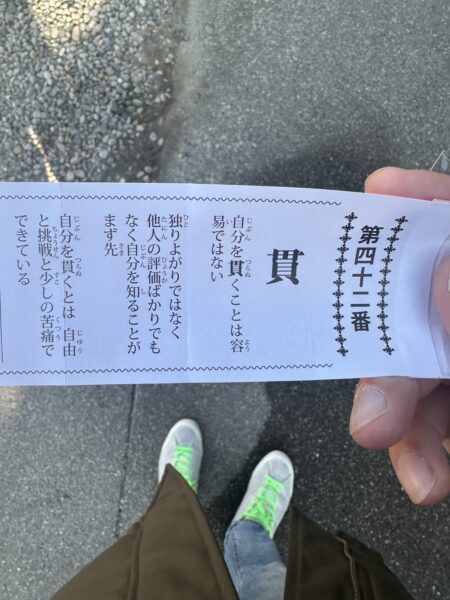 第四十二番
貫
自分を貫くことは容
易ではない
独りよがりではなく
他人の評価ばかりでも
なく自分を知ることが
まず先
自分を貫くとは 自由
と挑戦と少しの苦痛で
できている